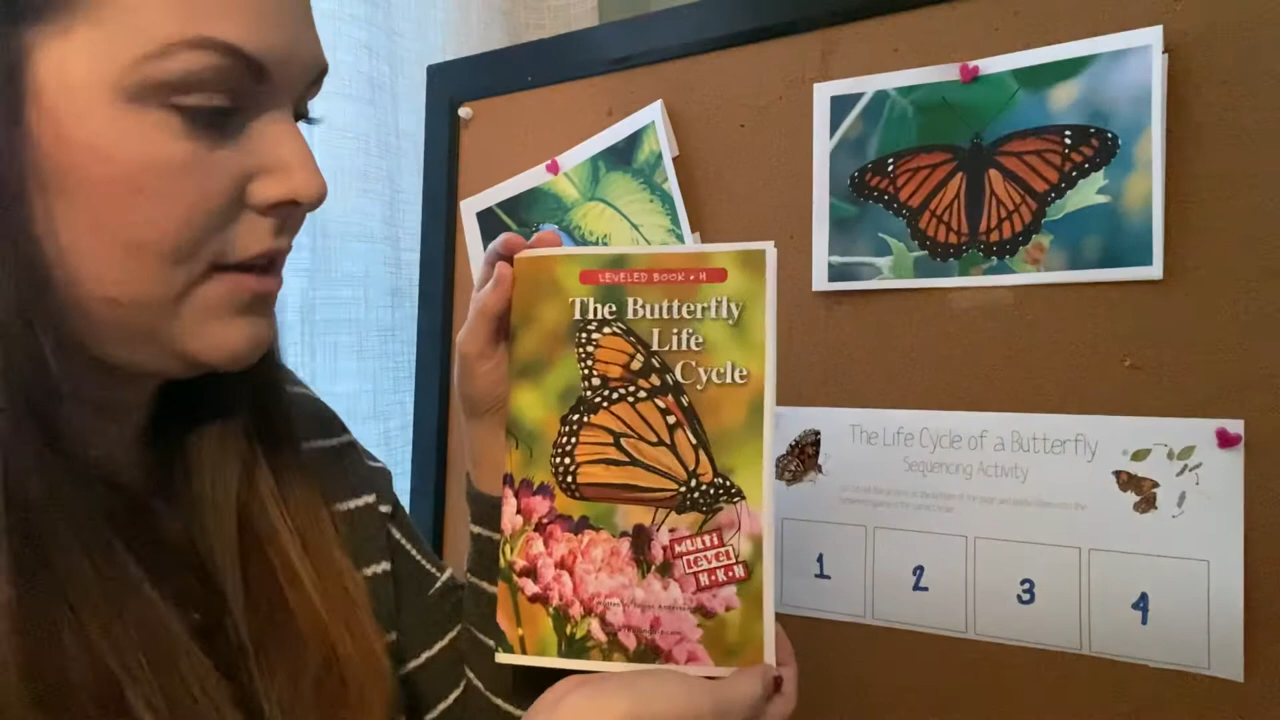 LEVELED BOOK • H
The Butterfly
Life
Cycle
MULTI
LEVEL
H•K•N
The Life Cycle of a Butterfly
Sequencing Activity
1 2 3 4